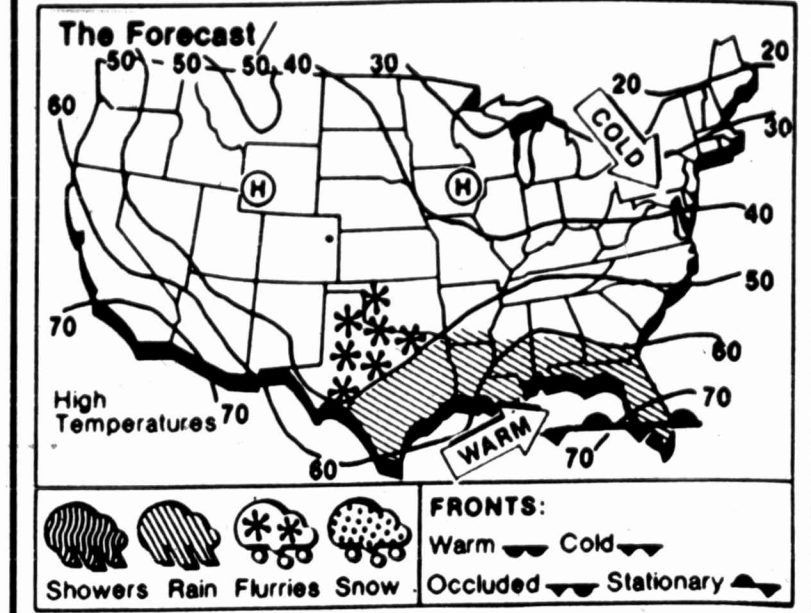 The Forecast
50 50 50 40 30 20
20
60
30
COLD
H H
40
50
70
60
High
Temperatures 70
70
WARM
60
70
FRONTS:
Warm Cold
Showers Rain Flurries Snow
Occluded Stationary